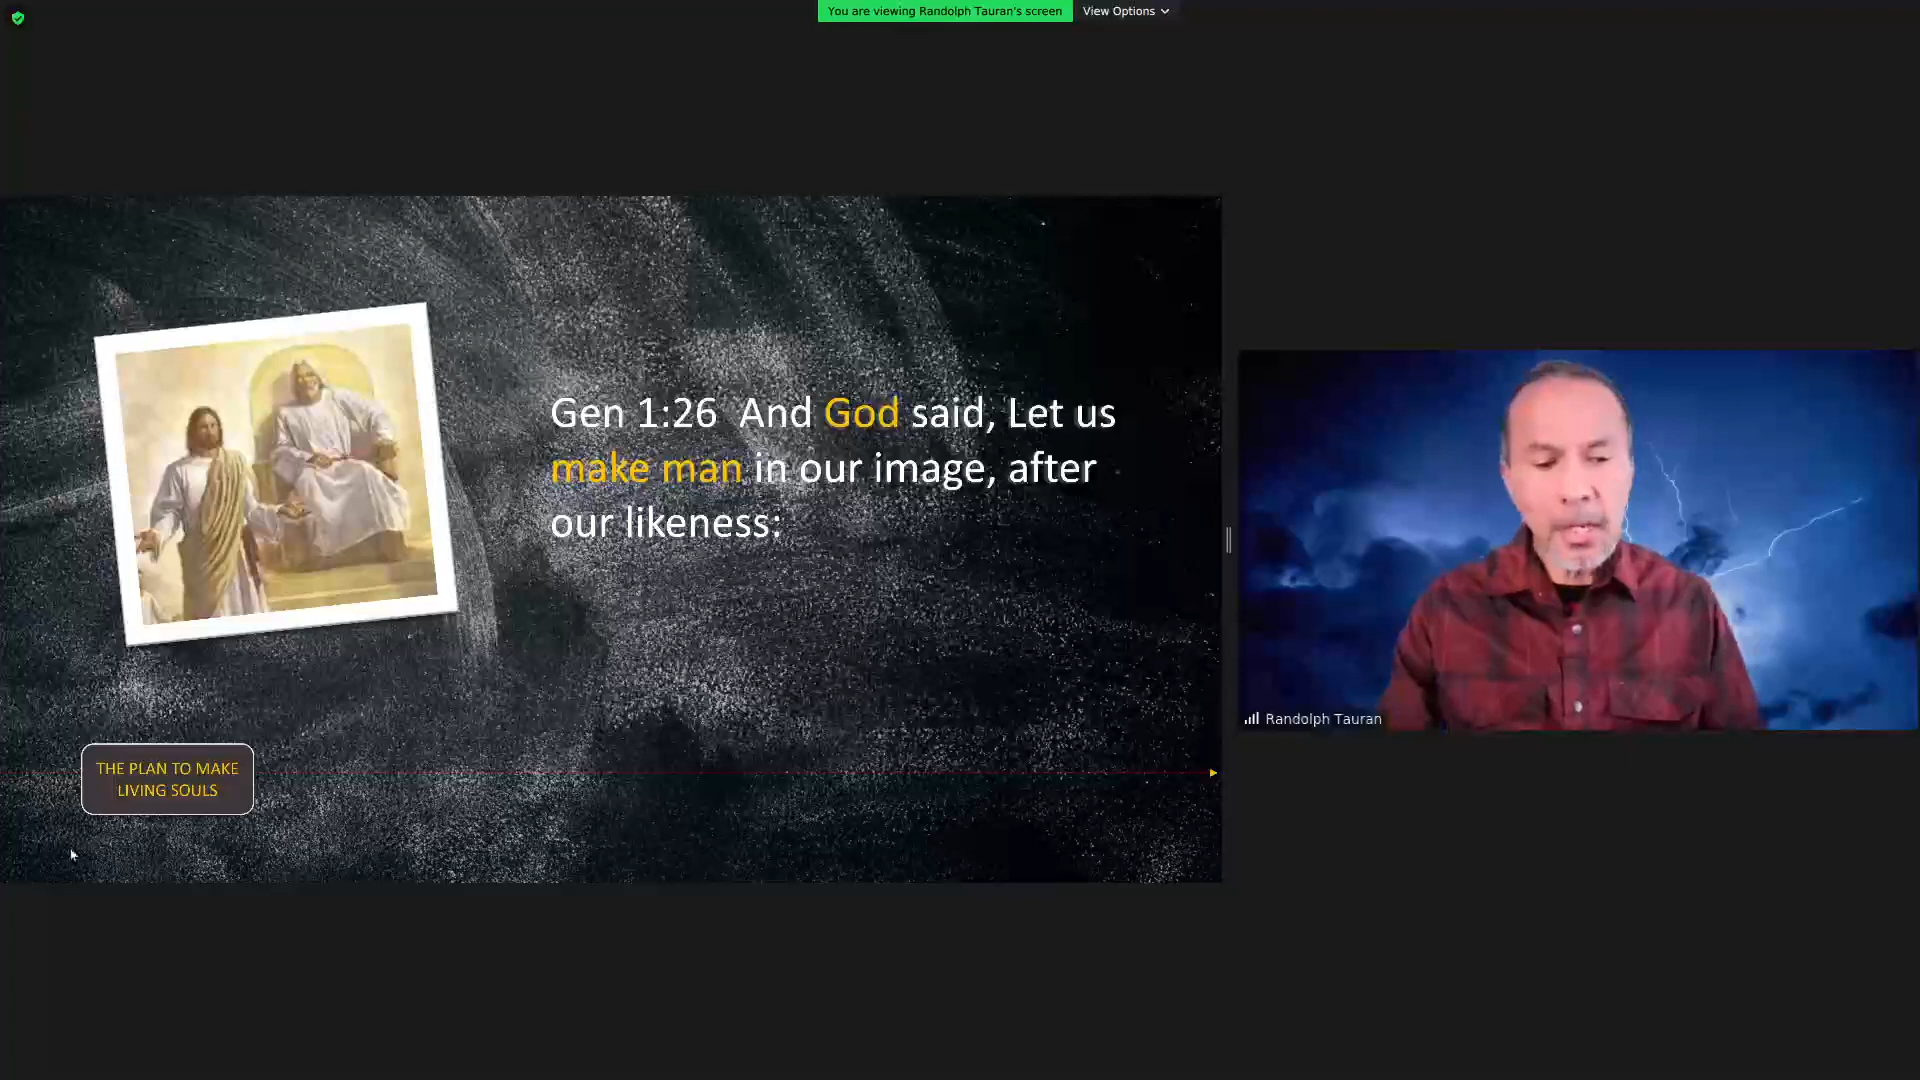 You are viewing Randolph Tauran's screen
View Options
Gen 1:26  And God said, Let us
make man in our image, after
our likeness:
Randolph Tauran
THE PLAN TO MAKE
LIVING SOULS